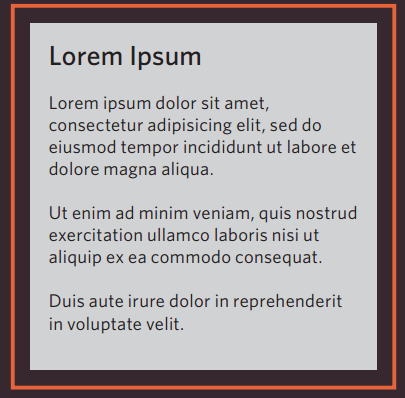 Lorem Ipsum
Lorem ipsum dolor sit amet,
consectetur adipisicing elit, sed do
eiusmod tempor incididunt ut labore et
dolore magna aliqua.
Ut enim ad minim veniam, quis nostrud
exercitation ullamco laboris nisi ut
aliquip ex ea commodo consequat.
Duis aute irure dolor in reprehenderit
in voluptate velit.